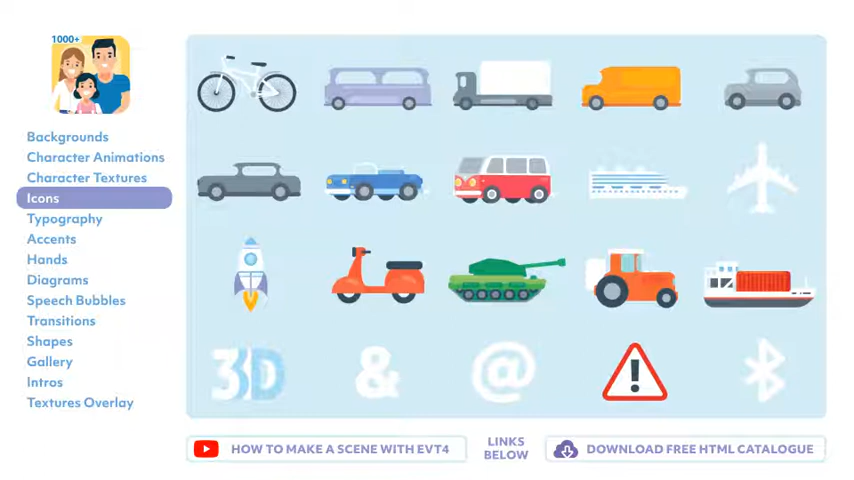 1000+
Backgrounds
Character Animations
Character Textures
Icons
Typography
Accents
Hands
Diagrams
Speech Bubbles
Transitions
Shapes
Gallery
Intros
Textures Overlay
3D & @ !
HOW TO MAKE A SCENE WITH EVT4
LINKS
BELOW
DOWNLOAD FREE HTML CATALOGUE